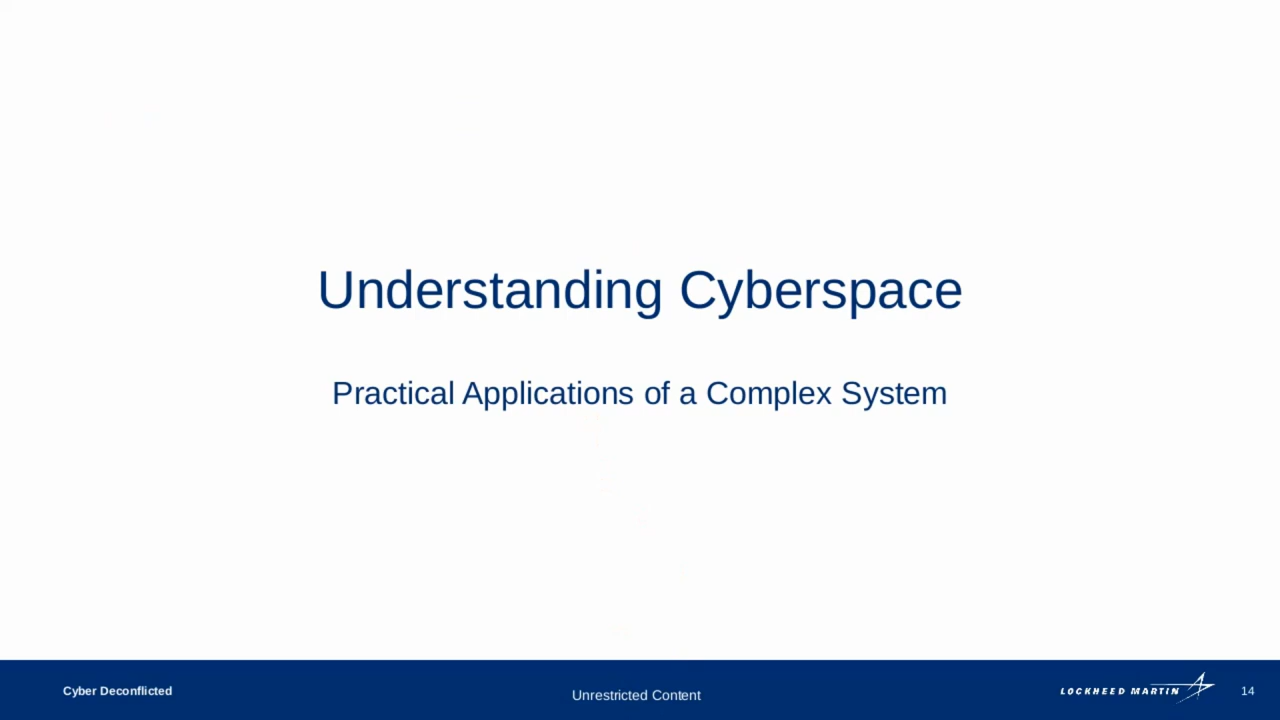 Understanding Cyberspace
Practical Applications of a Complex System
Cyber Deconflicted
Unrestricted Content
LOCKHEED MARTIN
14